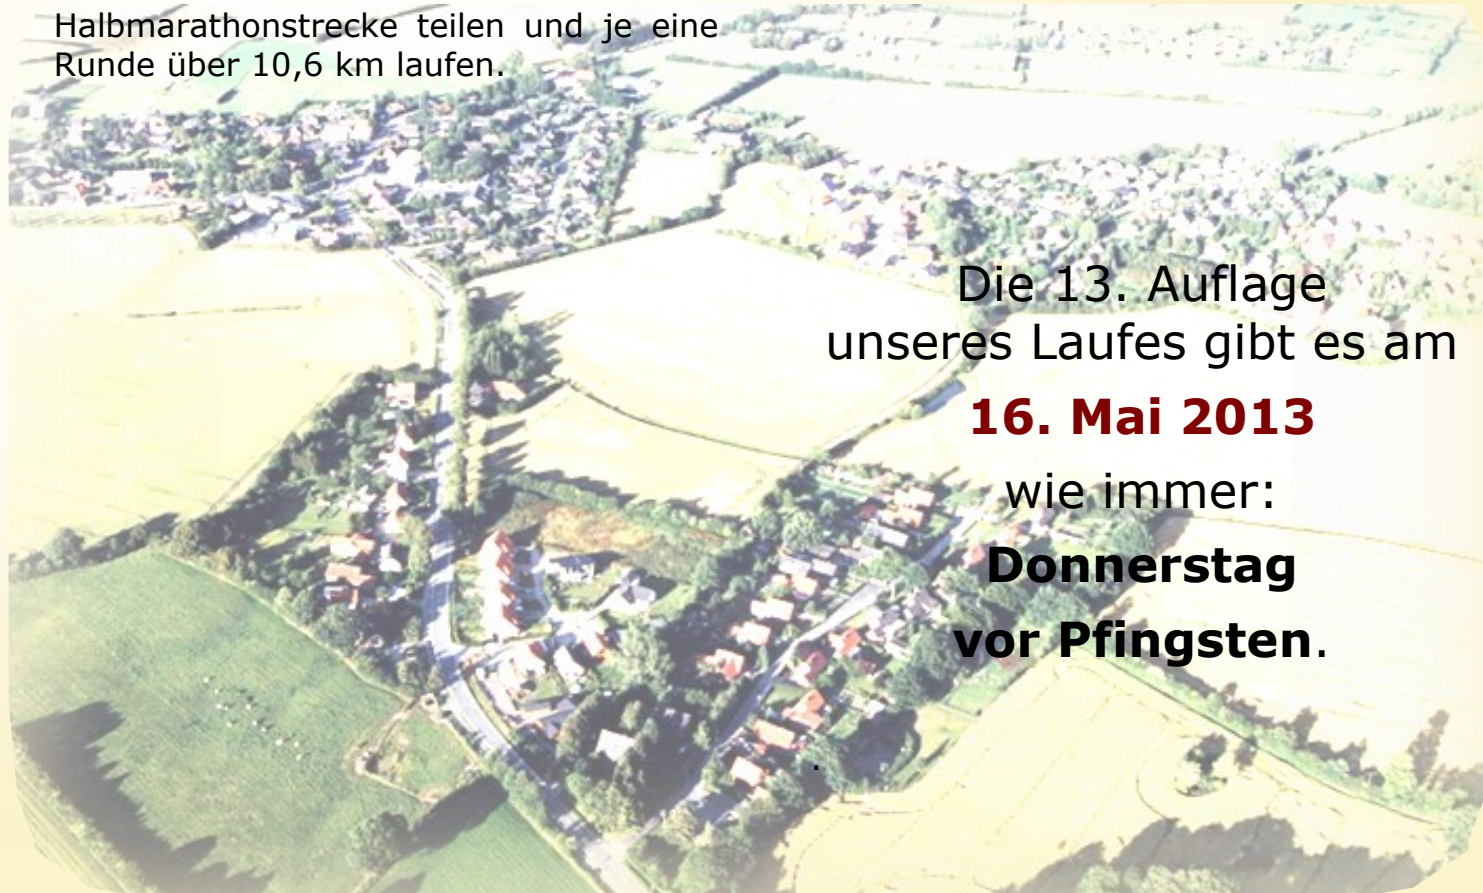 Halbmarathonstrecke teilen und je eine
Runde über 10,6 km laufen.
Die 13. Auflage
unseres Laufes gibt es am
16. Mai 2013
wie immer:
Donnerstag
vor Pfingsten.
.